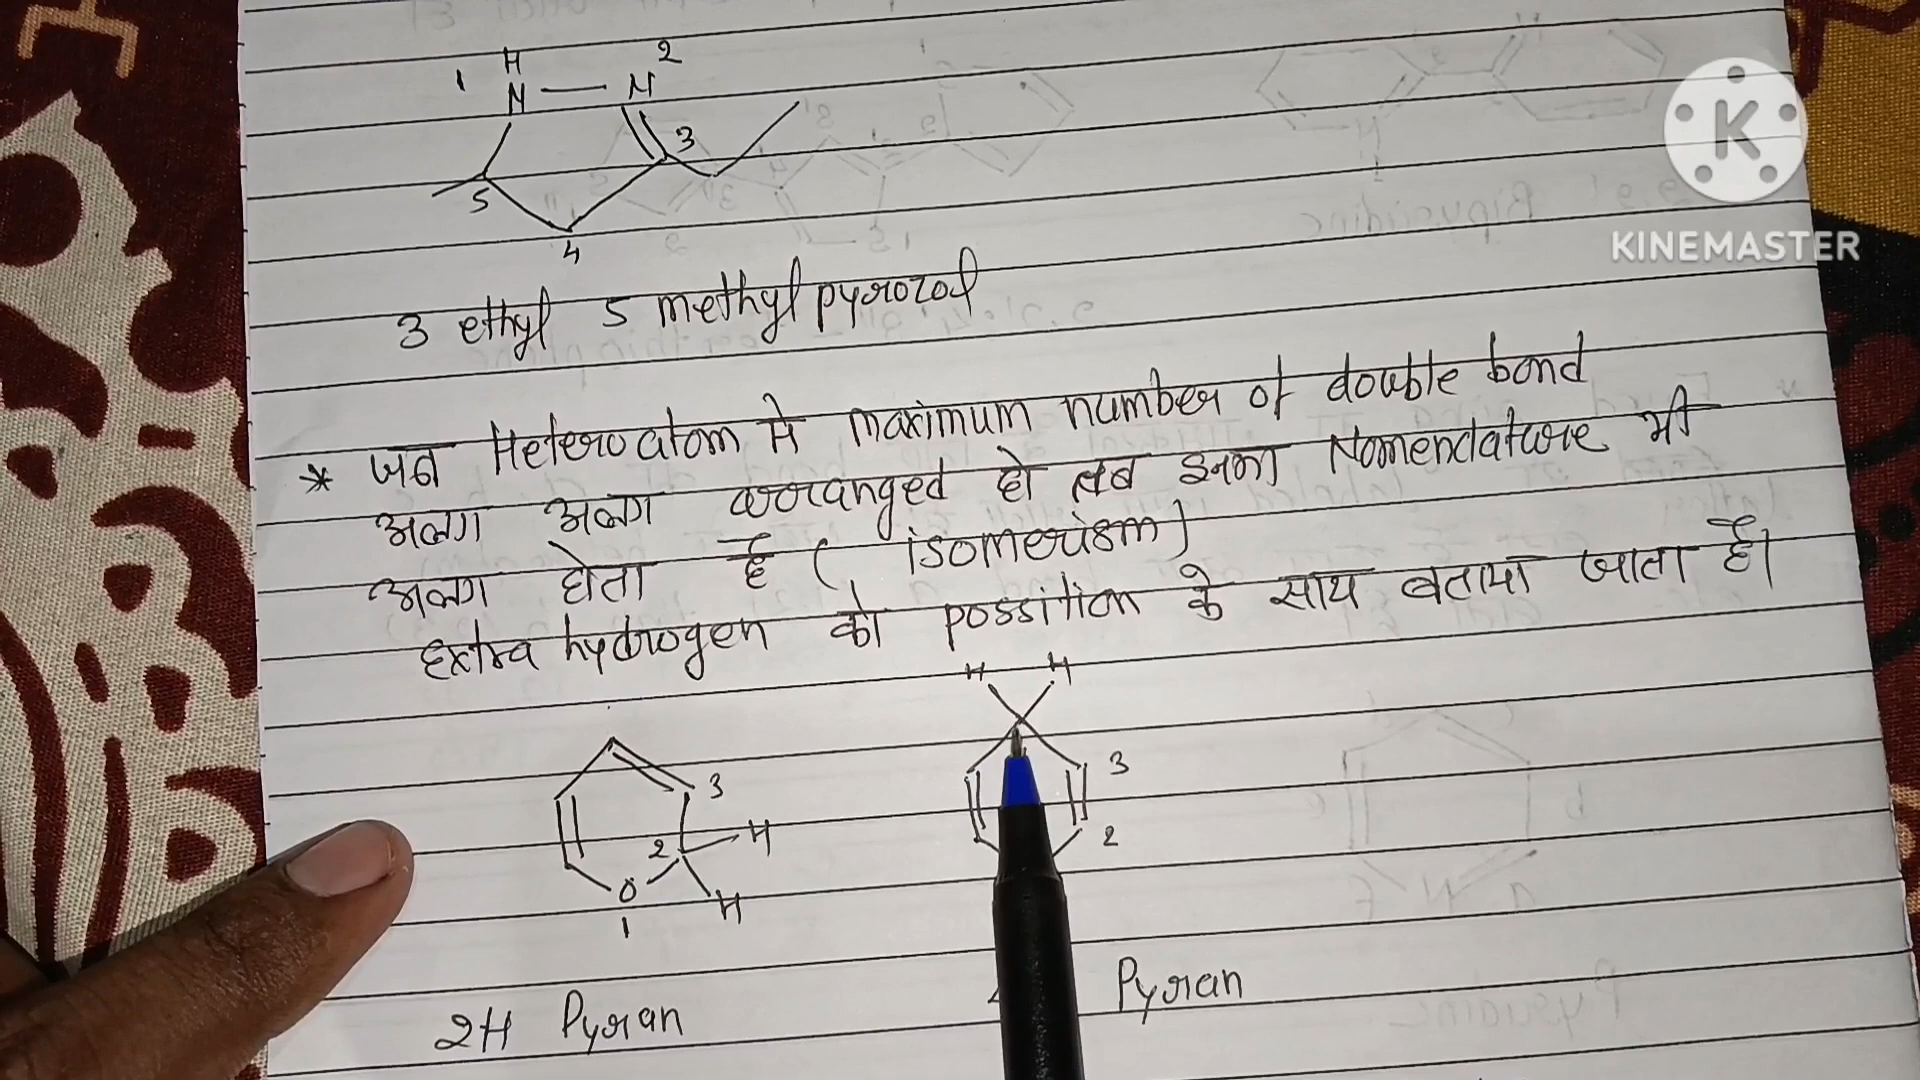 H
1 N — N 2
3
5
4
3 ethyl 5 methyl pyrozol
* जब Heteroatom मे maximum number of double bond
अलग अलग arranged हो तब इनका Nomenclature भी
अलग होता है ( isomerism )
Extra hydrogen को possition के साथ बताया जाता है।
H H
3 3
2 H 2
O H
1
2H Pyran Pyran
K
KINEMASTER